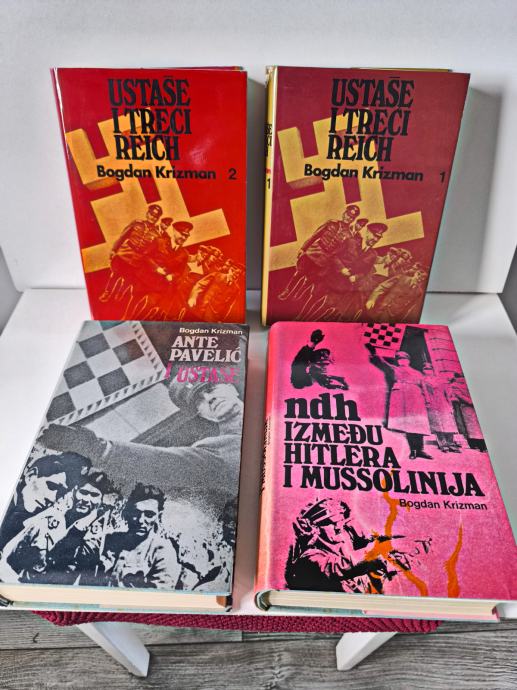 USTAŠE
I TREĆI
REICH
Bogdan Krizman 2
USTAŠE
I TREĆI
REICH
Bogdan Krizman 1
1
Bogdan Krizman
ANTE
PAVELIĆ
I USTAŠE
ndh
IZMEĐU
HITLERA
I MUSSOLINIJA
Bogdan Krizman